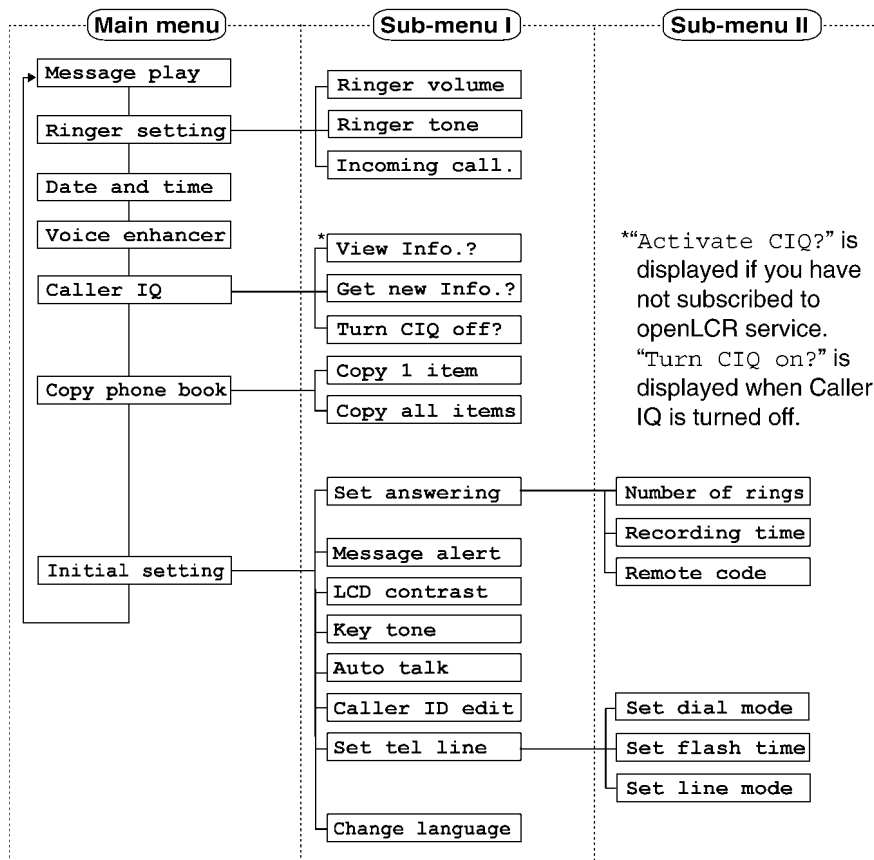 Main menu
Sub-menu I
Sub-menu II
Message play
Ringer setting
Date and time
Voice enhancer
Caller IQ
Copy phone book
Initial setting
Ringer volume
Ringer tone
Incoming call.
*
View Info.?
Get new Info.?
Turn CIQ off?
Copy 1 item
Copy all items
Set answering
Message alert
LCD contrast
Key tone
Auto talk
Caller ID edit
Set tel line
Change language
*“Activate CIQ?” is
displayed if you have
not subscribed to
openLCR service.
“Turn CIQ on?” is
displayed when Caller
IQ is turned off.
Number of rings
Recording time
Remote code
Set dial mode
Set flash time
Set line mode